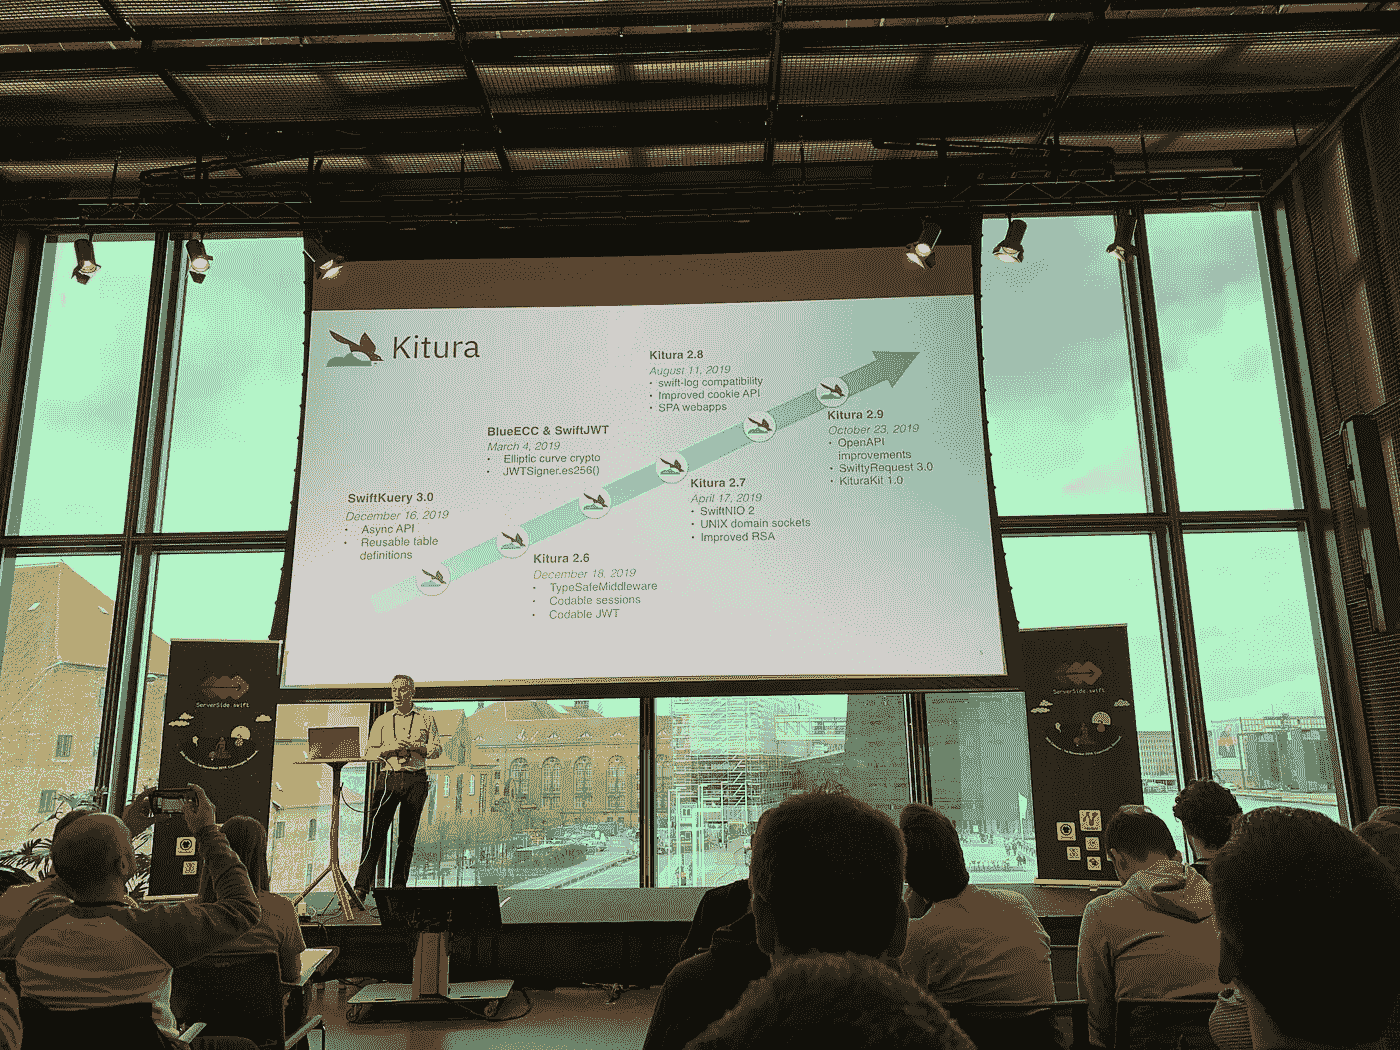 Kitura
SwiftKuery 3.0
December 16, 2019
• Async API
• Reusable table
definitions
Kitura 2.6
December 18, 2019
• TypeSafeMiddleware
• Codable sessions
• Codable JWT
BlueECC & SwiftJWT
March 4, 2019
• Elliptic curve crypto
• JWTSigner.es256()
Kitura 2.7
April 17, 2019
• SwiftNIO 2
• UNIX domain sockets
• Improved RSA
Kitura 2.8
August 11, 2019
• swift-log compatibility
• Improved cookie API
• SPA webapps
Kitura 2.9
October 23, 2019
• OpenAPI
improvements
• SwiftyRequest 3.0
• KituraKit 1.0
ServerSide.swift
ServerSide.swift